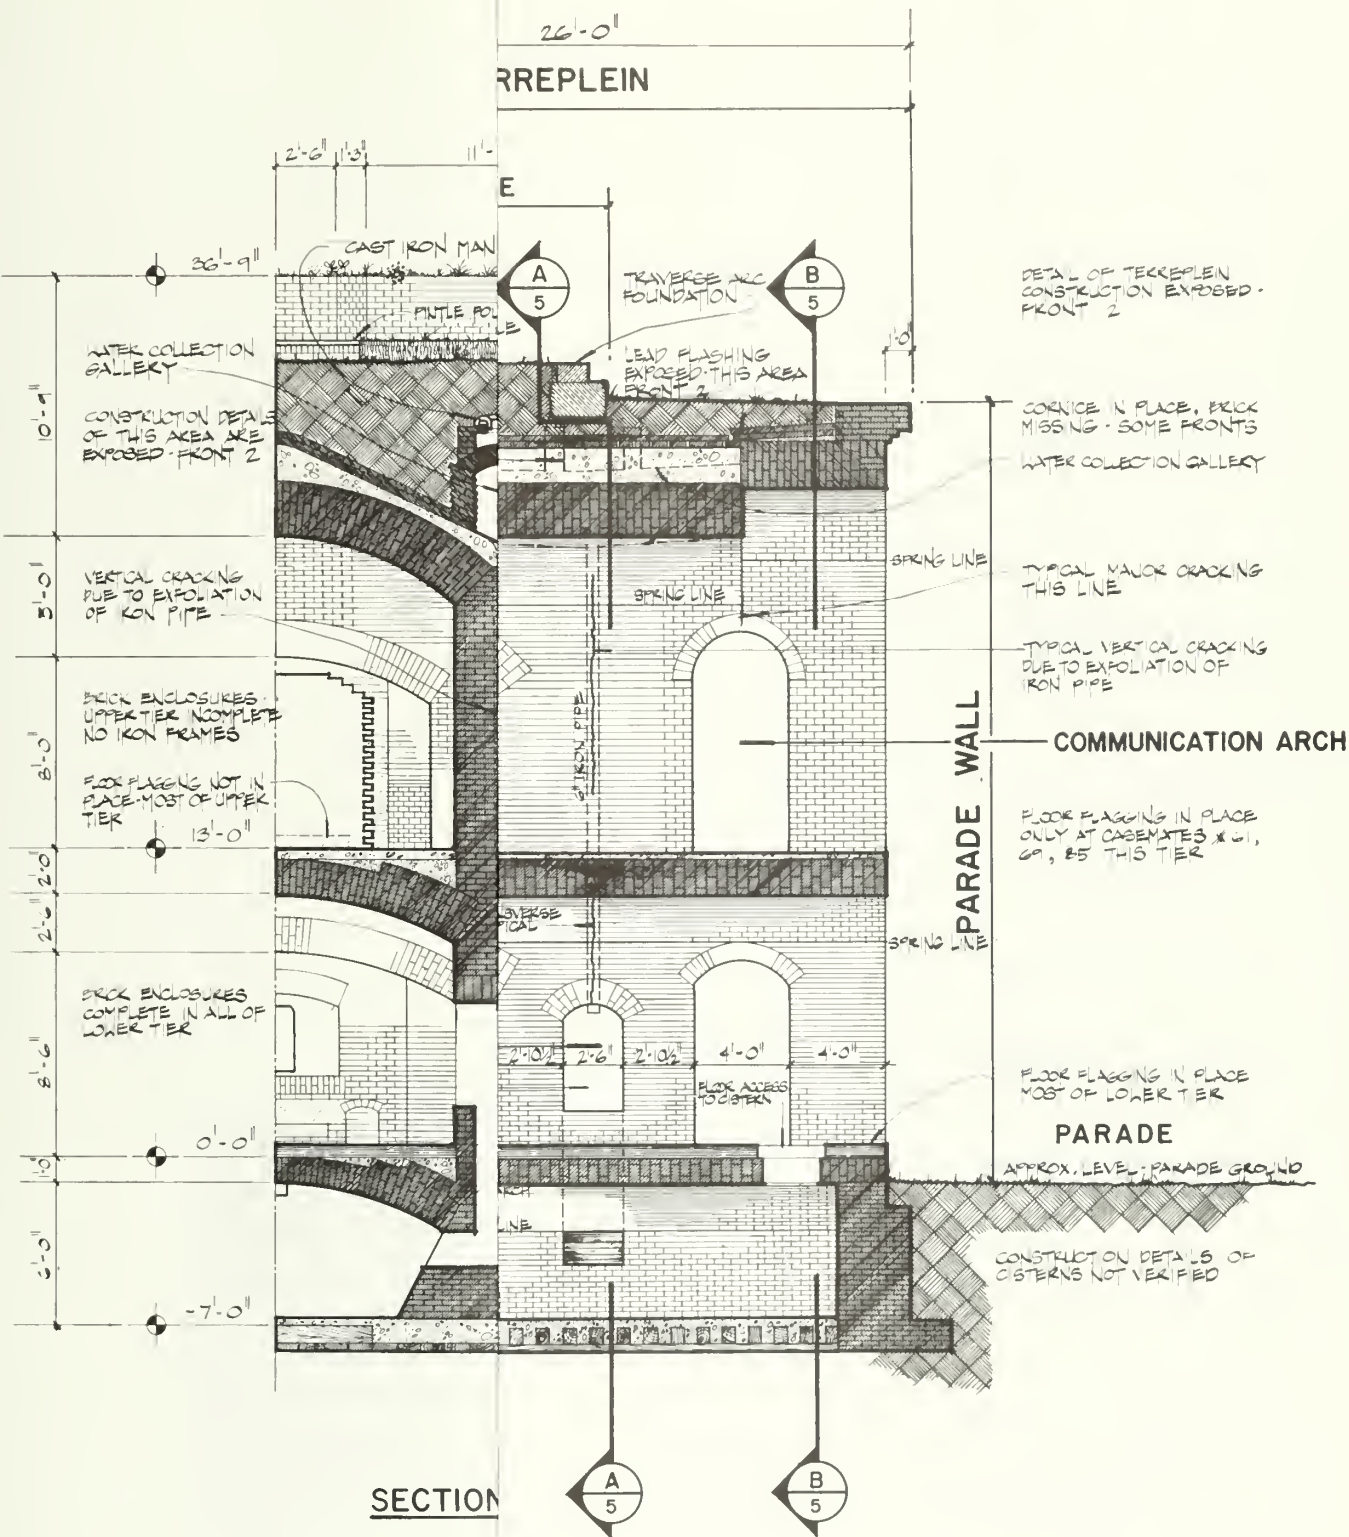 26'-0"
RREPLEIN
2'-6"
1'-3"
11'-
E
CAST IRON MAN
36'-9"
A
5
TRAVERSE ARC
FOUNDATION
B
5
DETAIL OF TERREPLEIN
CONSTRUCTION EXPOSED -
FRONT 2
PINTLE FOU
LE
1'-0"
WATER COLLECTION
GALLERY
LEAD FLASHING
EXPOSED-THIS AREA
FRONT 2
10'-9"
CONSTRUCTION DETAILS
OF THIS AREA ARE
EXPOSED-FRONT 2
CORNICE IN PLACE, BRICK
MISSING - SOME FRONTS
WATER COLLECTION GALLERY
SPRING LINE
VERTICAL CRACKING
DUE TO EXFOLIATION
OF IRON PIPE
5'-0"
SPRING LINE
TYPICAL MAJOR CRACKING
THIS LINE
TYPICAL VERTICAL CRACKING
DUE TO EXFOLIATION OF
IRON PIPE
BRICK ENCLOSURES
UPPER TIER INCOMPLETE
NO IRON FRAMES
8'-0"
6" IRON PIPE
PARADE WALL
COMMUNICATION ARCH
FLOOR FLAGGING NOT IN
PLACE-MOST OF UPPER
TIER
13'-0"
FLOOR FLAGGING IN PLACE
ONLY AT CASEMATES #61,
69, 85 THIS TIER
2'-0"
2'-6"
SVERSE
PICAL
SPRING LINE
BRICK ENCLOSURES
COMPLETE IN ALL OF
LOWER TIER
8'-6"
2'-10½"
2'-6"
2'-10½"
4'-0"
4'-0"
FLOOR ACCESS
TO CISTERN
FLOOR FLAGGING IN PLACE
MOST OF LOWER TIER
0'-0"
PARADE
1'-0"
APPROX. LEVEL-PARADE GROUND
RCH
LINE
6'-0"
CONSTRUCTION DETAILS OF
CISTERNS NOT VERIFIED
-7'-0"
SECTION
A
5
B
5